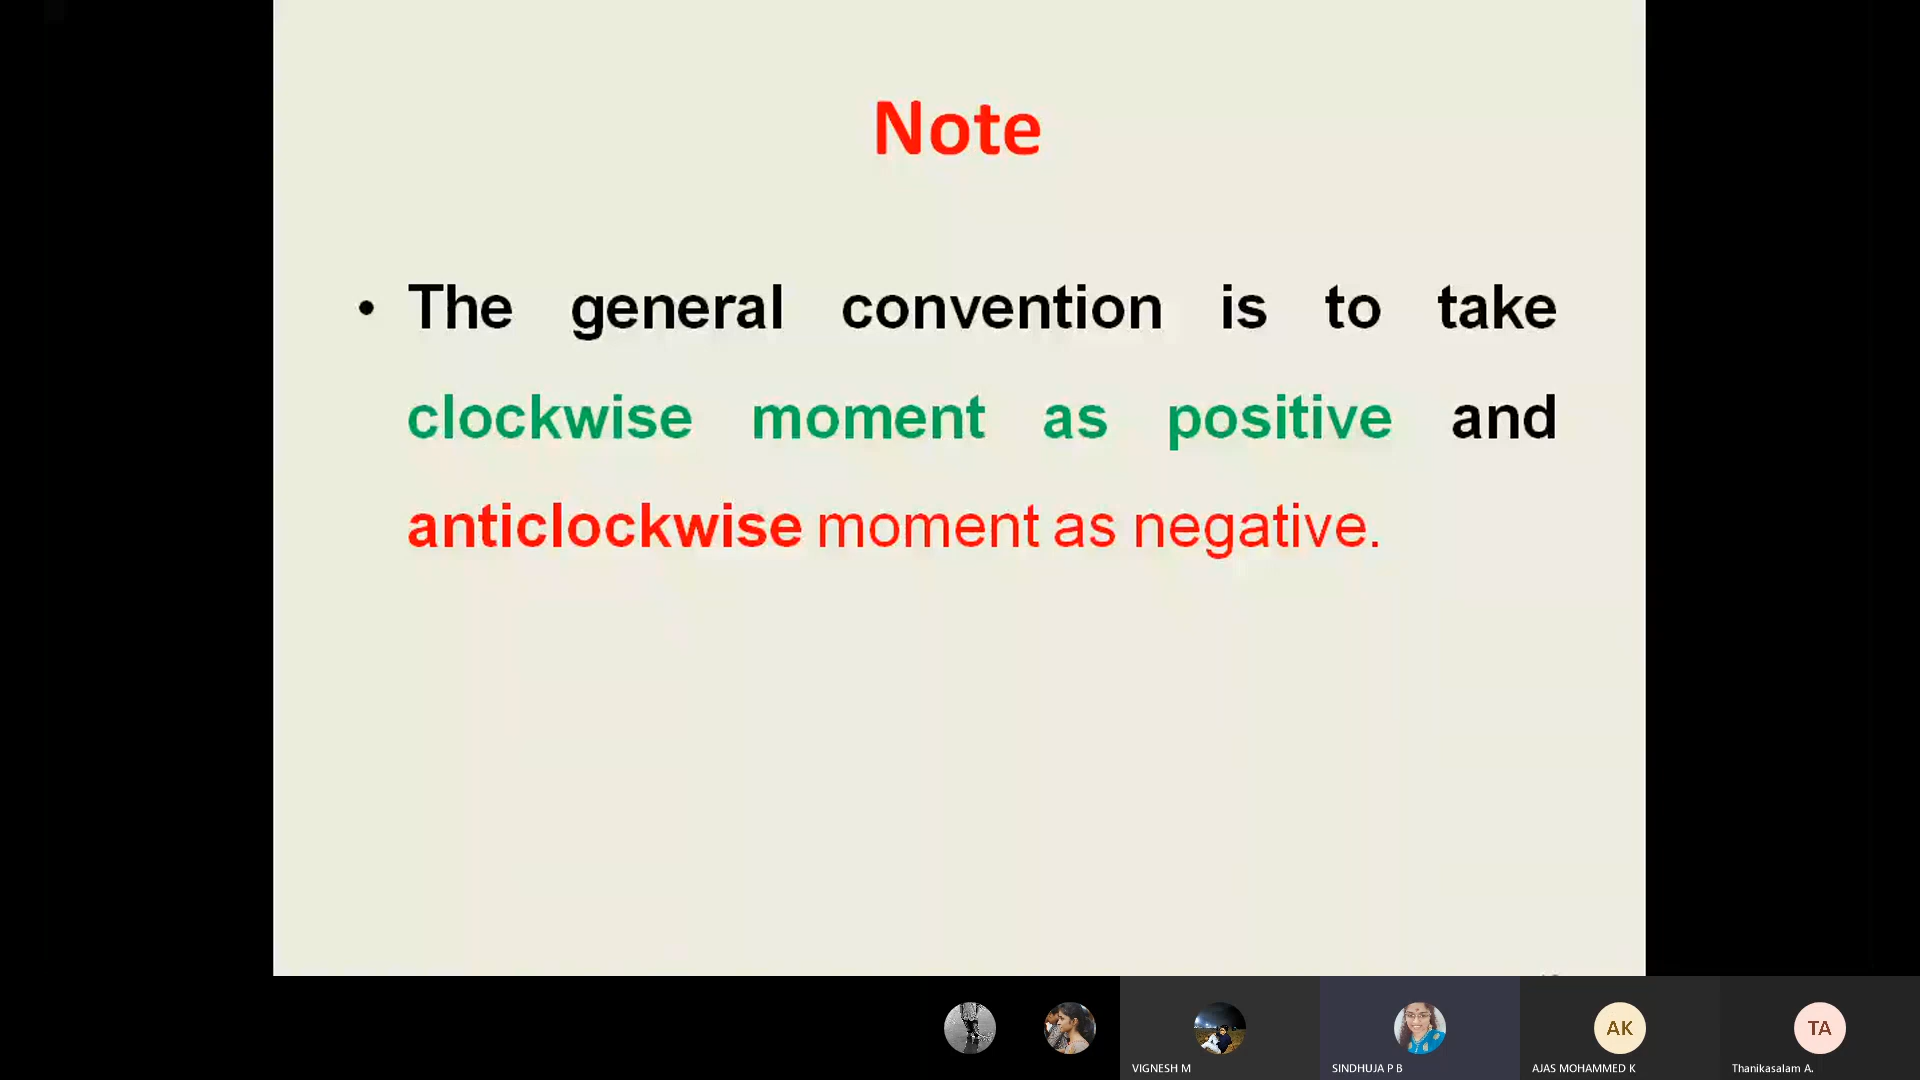 Note
• The general convention is to take
clockwise moment as positive and
anticlockwise moment as negative.
AK
TA
VIGNESH M
SINDHUJA P B
AJAS MOHAMMED K
Thanikasalam A.